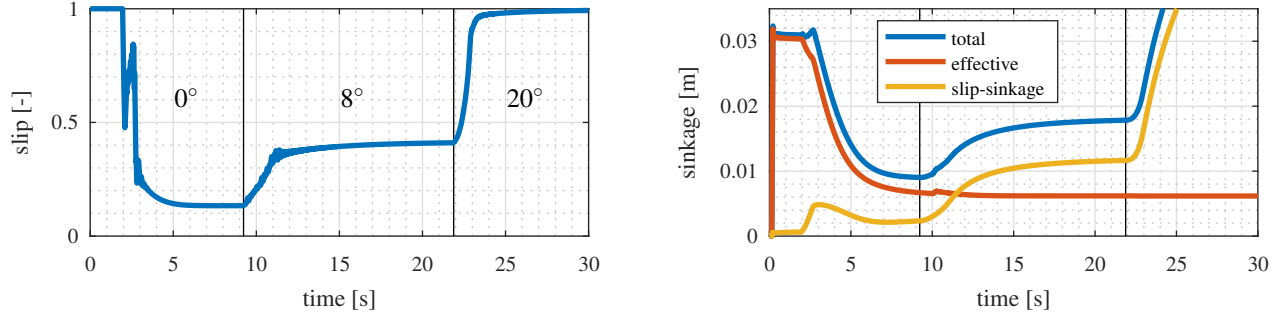 1
0.5
0
slip [-]
0°
8°
20°
0 5 10 15 20 25 30
time [s]
0.03
0.02
0.01
0
sinkage [m]
total
effective
slip-sinkage
0 5 10 15 20 25 30
time [s]